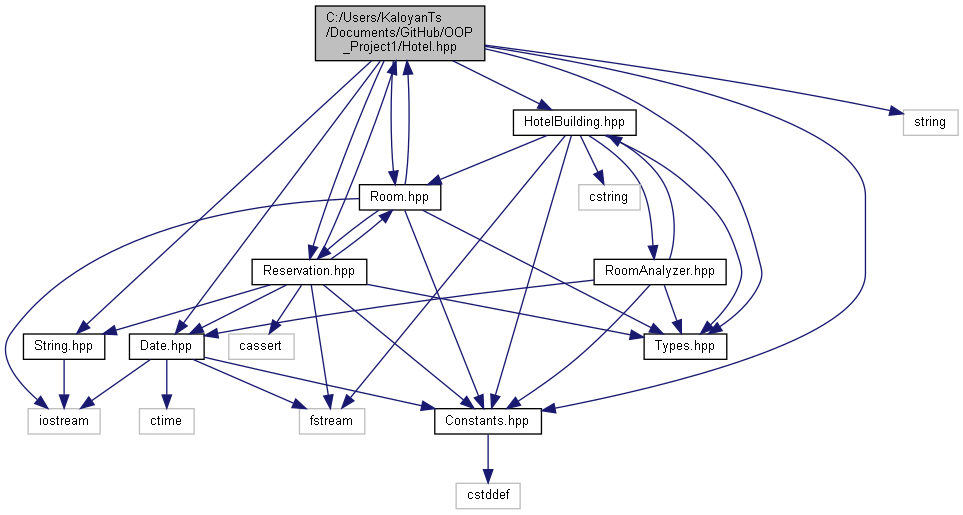 C:/Users/KaloyanTs
/Documents/GitHub/OOP
_Project1/Hotel.hpp
HotelBuilding.hpp
string
Room.hpp
cstring
Reservation.hpp
RoomAnalyzer.hpp
String.hpp
Date.hpp
cassert
Types.hpp
iostream
ctime
fstream
Constants.hpp
cstddef